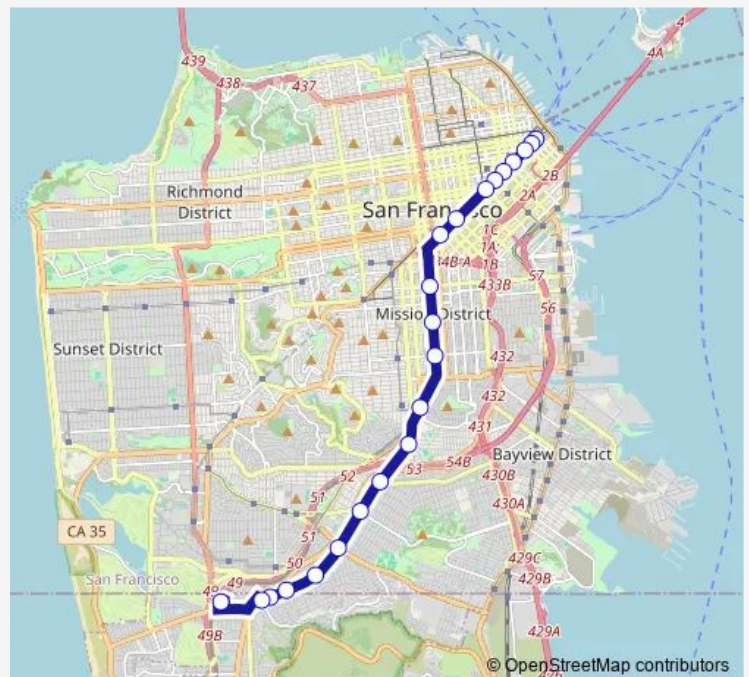 439
438
437
4
4A
Richmond
District
2B
2A
San Francisco
1C
1A
1B
57
433B
56
Mission District
Sunset District
432
432
431
52
53
54B
Bayview District
51
430B
430A
CA 35
51
50
429C
San Francisco
49
429B
49B
429A
© OpenStreetMap contributors